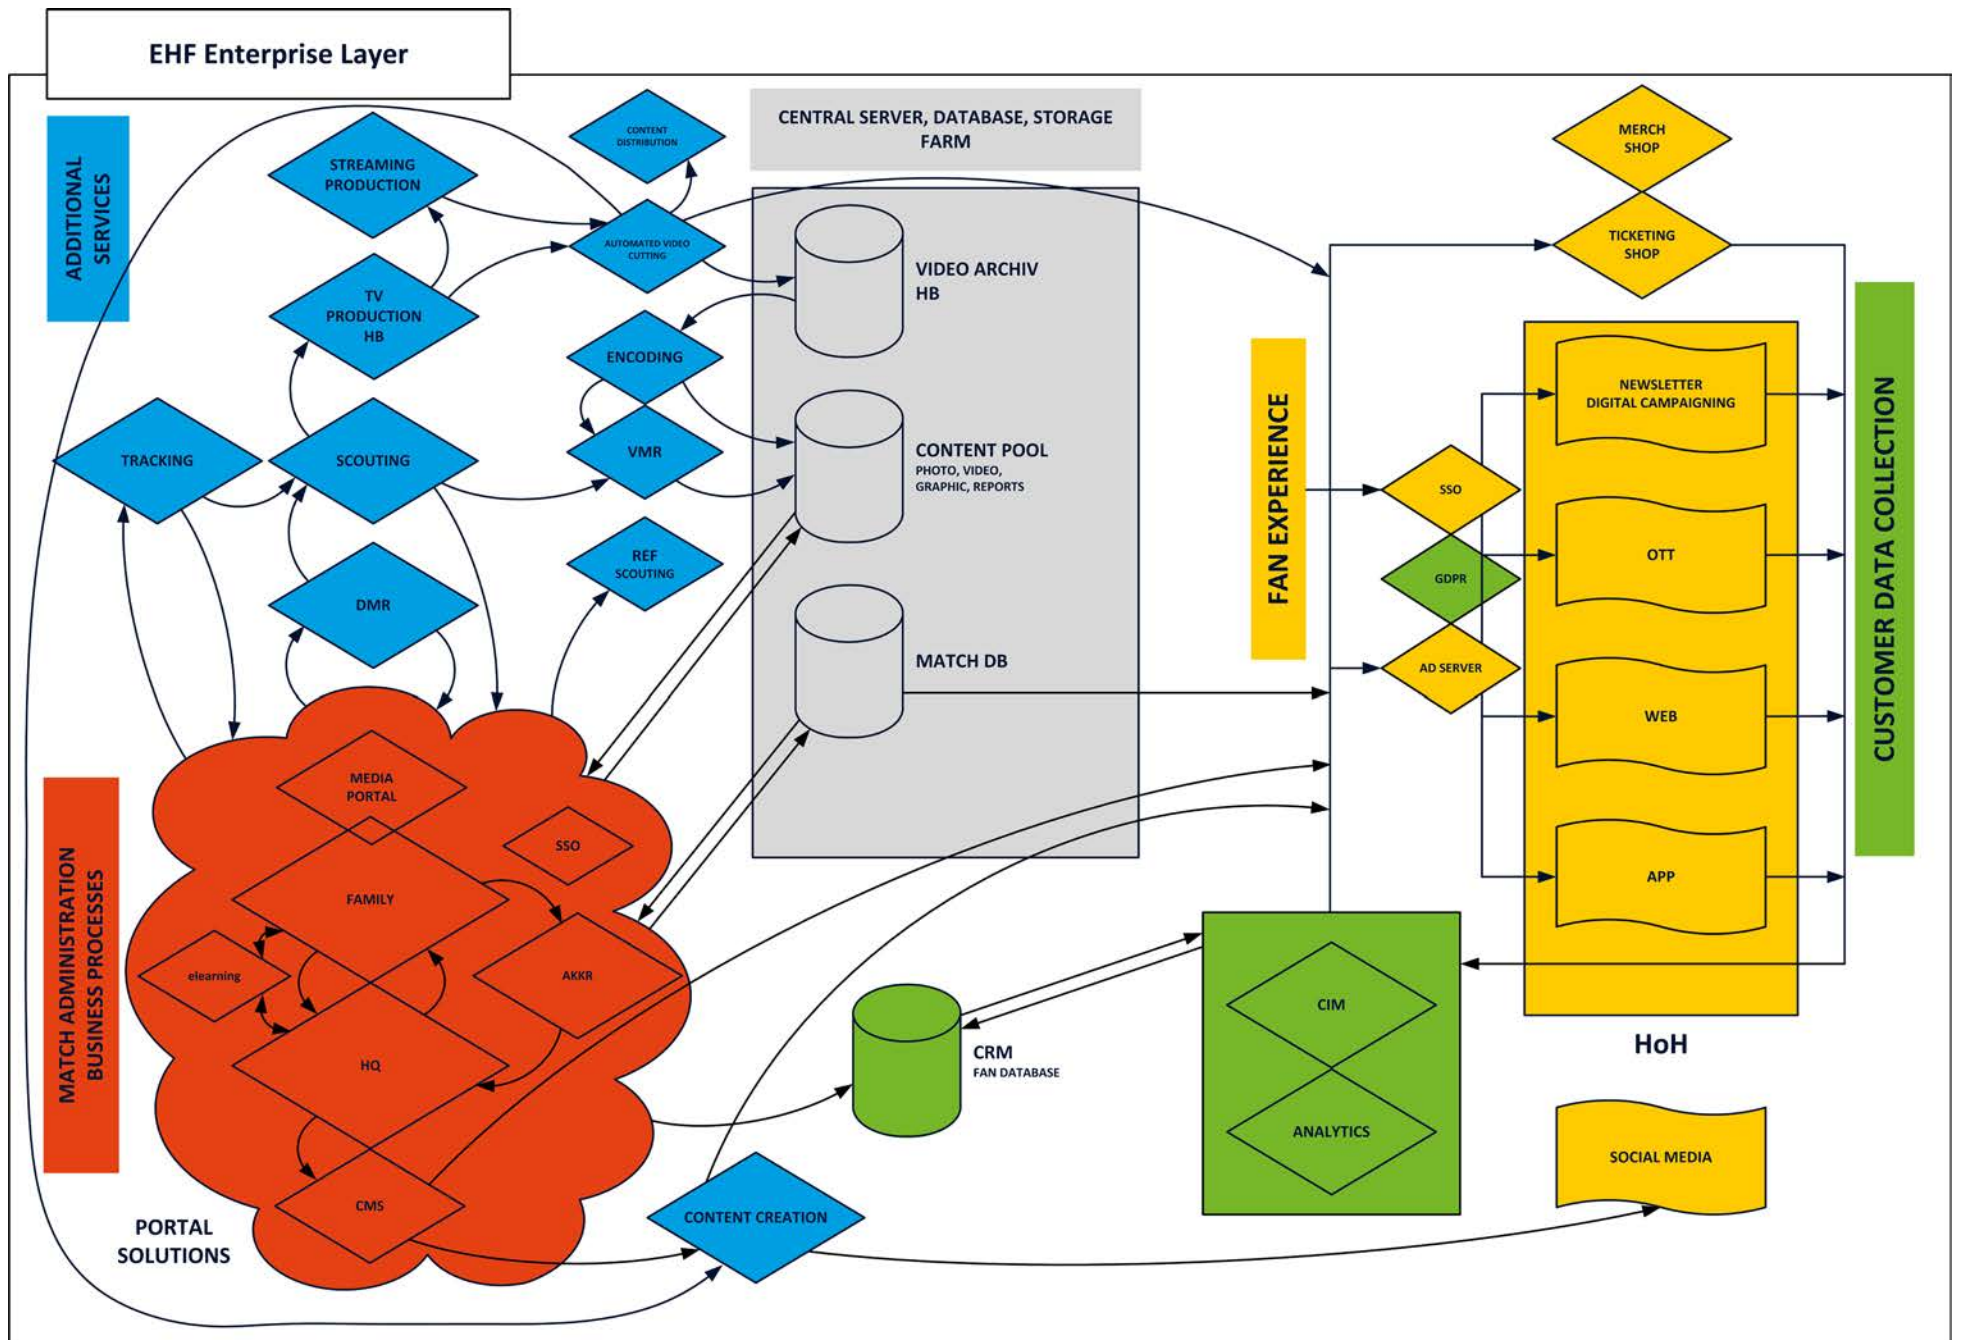 EHF Enterprise Layer
ADDITIONAL
SERVICES
STREAMING
PRODUCTION
CONTENT
DISTRIBUTION
AUTOMATED VIDEO
CUTTING
TV
PRODUCTION
HB
ENCODING
TRACKING
SCOUTING
VMR
REF
SCOUTING
DMR
CENTRAL SERVER, DATABASE, STORAGE
FARM
VIDEO ARCHIV
HB
CONTENT POOL
PHOTO, VIDEO,
GRAPHIC, REPORTS
MATCH DB
MERCH
SHOP
TICKETING
SHOP
FAN EXPERIENCE
SSO
GDPR
AD SERVER
NEWSLETTER
DIGITAL CAMPAIGNING
OTT
WEB
APP
HoH
CUSTOMER DATA COLLECTION
MATCH ADMINISTRATION
BUSINESS PROCESSES
MEDIA
PORTAL
SSO
FAMILY
elearning
AKKR
HQ
CMS
PORTAL
SOLUTIONS
CRM
FAN DATABASE
CIM
ANALYTICS
CONTENT CREATION
SOCIAL MEDIA